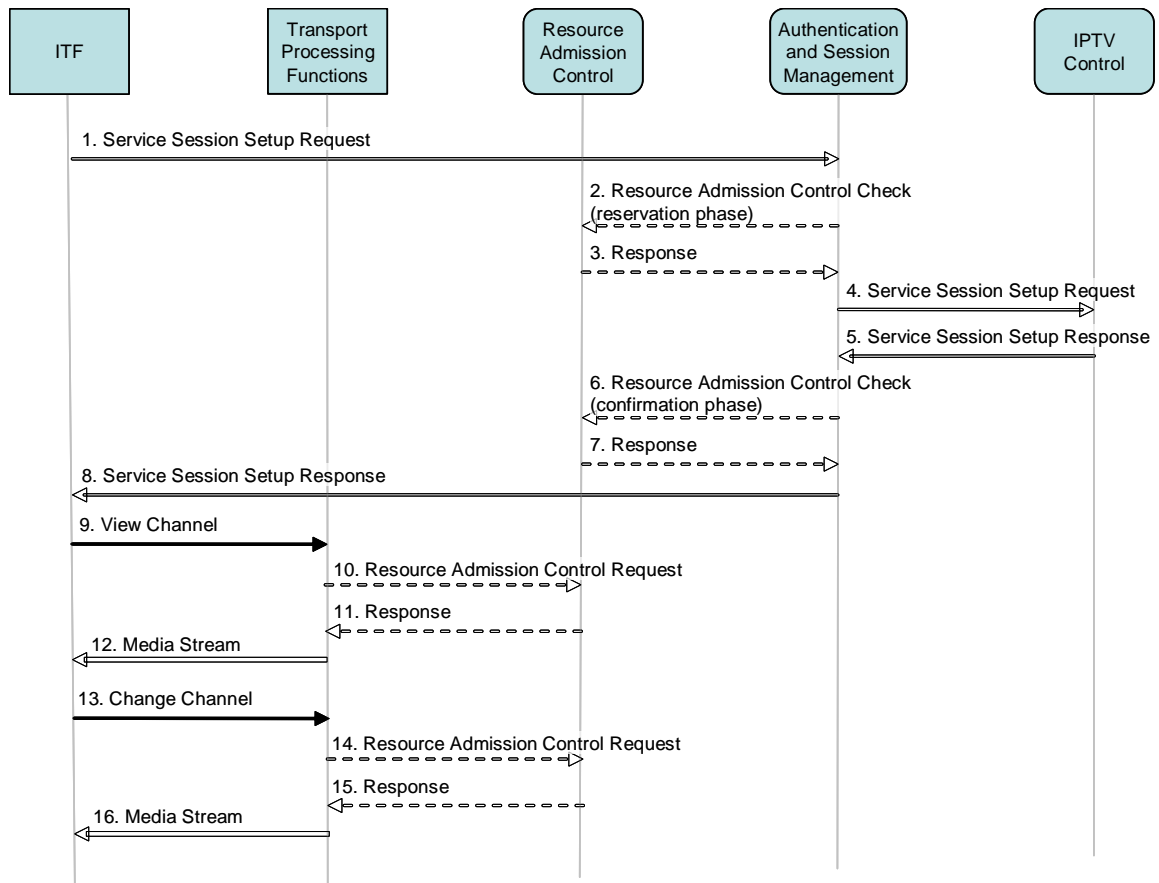 ITF
Transport
Processing
Functions
Resource
Admission
Control
Authentication
and Session
Management
IPTV
Control
1. Service Session Setup Request
2. Resource Admission Control Check
(reservation phase)
3. Response
4. Service Session Setup Request
5. Service Session Setup Response
6. Resource Admission Control Check
(confirmation phase)
7. Response
8. Service Session Setup Response
9. View Channel
10. Resource Admission Control Request
11. Response
12. Media Stream
13. Change Channel
14. Resource Admission Control Request
15. Response
16. Media Stream